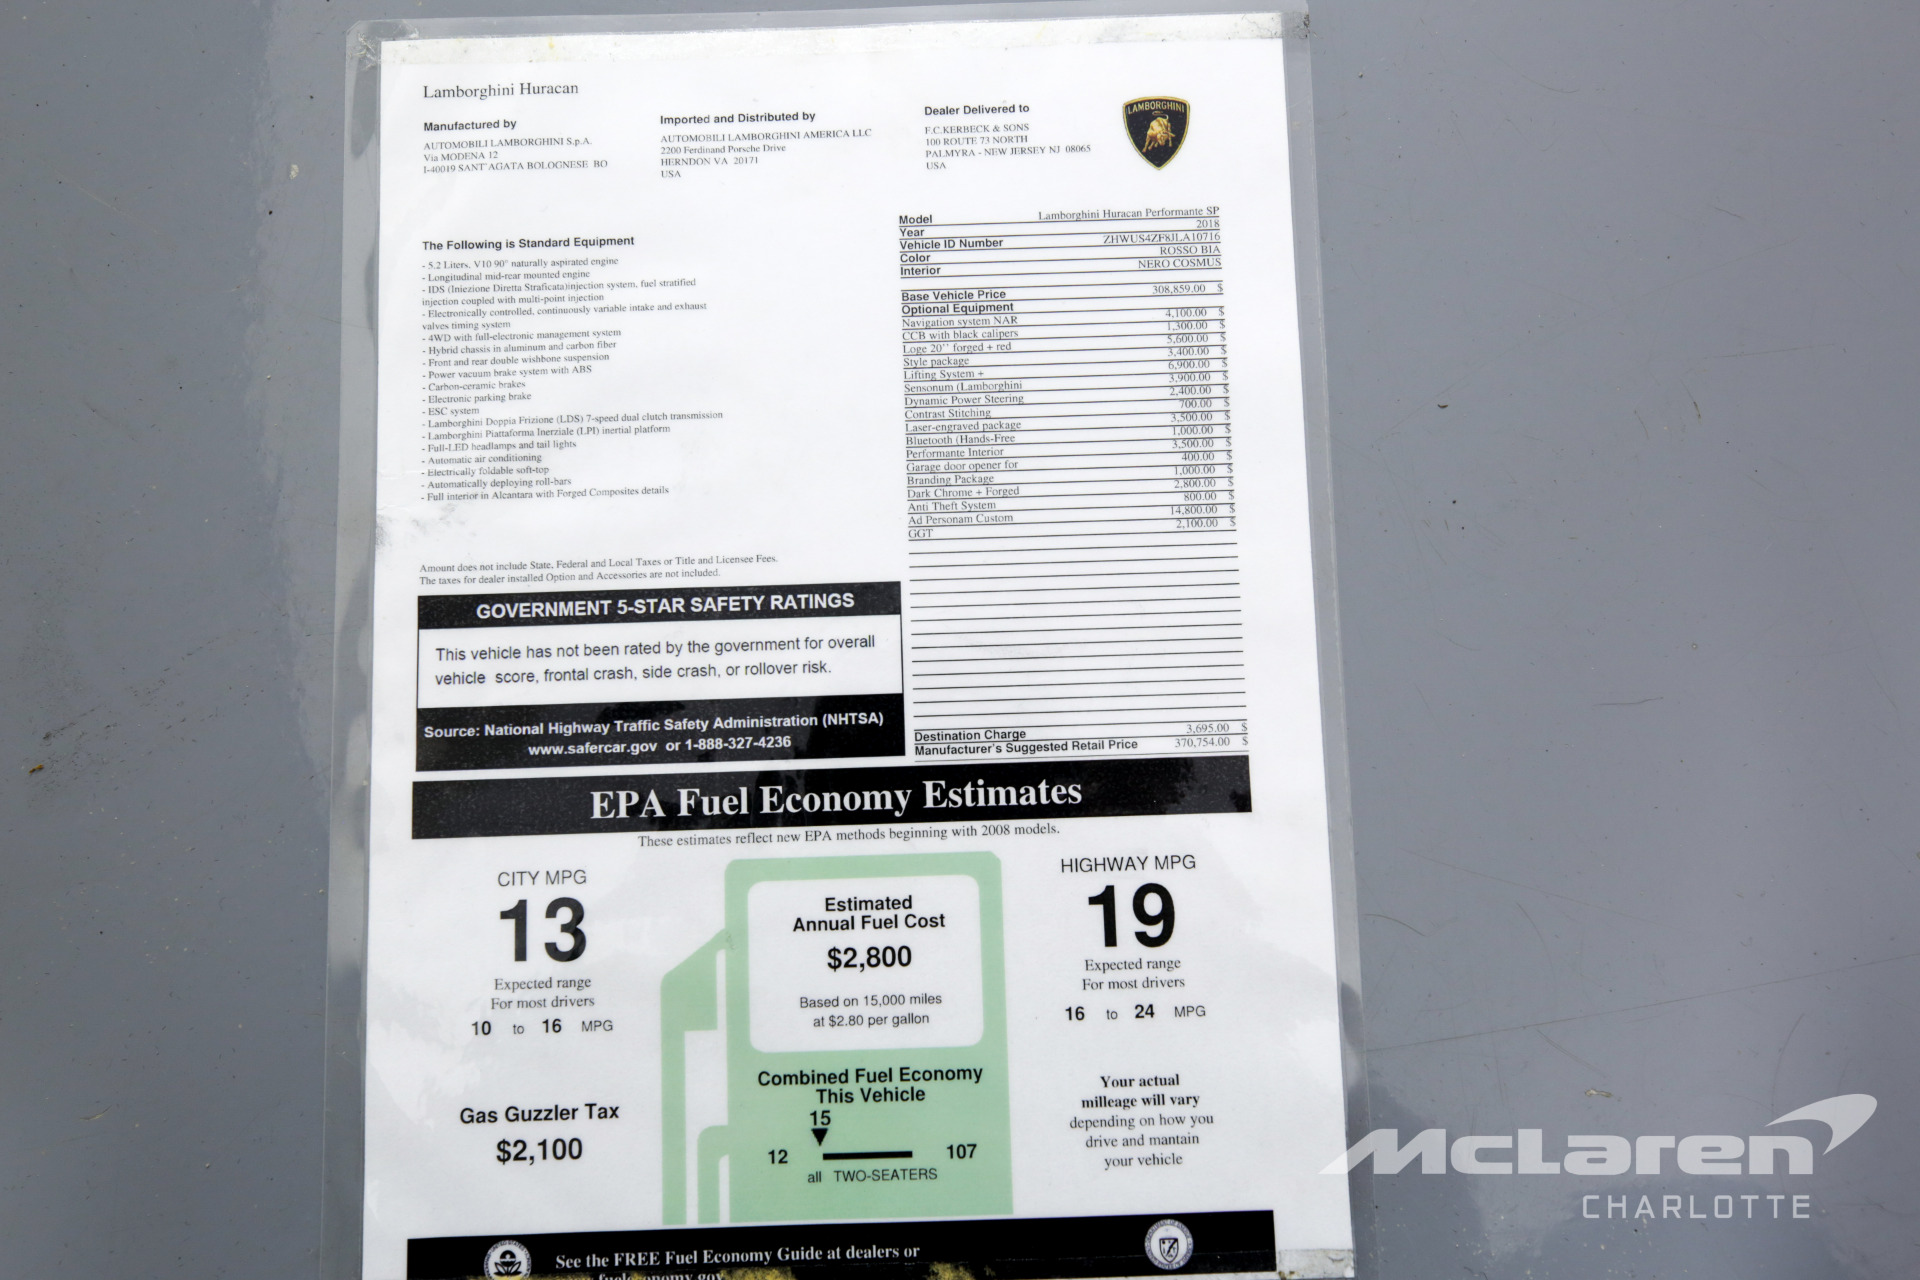 Lamborghini Huracan
Manufactured by
AUTOMOBILI LAMBORGHINI S.p.A.
Via MODENA 12
I-40019 SANT'AGATA BOLOGNESE BO
Imported and Distributed by
AUTOMOBILI LAMBORGHINI AMERICA LLC
2200 Ferdinand Porsche Drive
HERNDON VA 20171
USA
Dealer Delivered to
F.C.KERBECK & SONS
100 ROUTE 73 NORTH
PALMYRA - NEW JERSEY NJ 08065
USA
LAMBORGHINI
The Following is Standard Equipment
- 5.2 Liters, V10 90° naturally aspirated engine
- Longitudinal mid-rear mounted engine
- IDS (Iniezione Diretta Straficata)injection system, fuel stratified
injection coupled with multi-point injection
- Electronically controlled, continuously variable intake and exhaust
valves timing system
- 4WD with full-electronic management system
- Hybrid chassis in aluminum and carbon fiber
- Front and rear double wishbone suspension
- Power vacuum brake system with ABS
- Carbon-ceramic brakes
- Electronic parking brake
- ESC system
- Lamborghini Doppia Frizione (LDS) 7-speed dual clutch transmission
- Lamborghini Piattaforma Inerziale (LPI) inertial platform
- Full-LED headlamps and tail lights
- Automatic air conditioning
- Electrically foldable soft-top
- Automatically deploying roll-bars
- Full interior in Alcantara with Forged Composites details
Amount does not include State, Federal and Local Taxes or Title and Licensee Fees.
The taxes for dealer installed Option and Accessories are not included.
Model Lamborghini Huracan Performante SP
Year 2018
Vehicle ID Number ZHWUS4ZF8JLA10716
Color ROSSO BIA
Interior NERO COSMUS
Base Vehicle Price 308,859.00 $
Optional Equipment
Navigation system NAR 4,100.00 $
CCB with black calipers 1,300.00 $
Loge 20'' forged + red 5,600.00 $
Style package 3,400.00 $
Lifting System + 6,900.00 $
Sensonum (Lamborghini 3,900.00 $
Dynamic Power Steering 2,400.00 $
Contrast Stitching 700.00 $
Laser-engraved package 3,500.00 $
Bluetooth (Hands-Free 1,000.00 $
Performante Interior 3,500.00 $
Garage door opener for 400.00 $
Branding Package 1,000.00 $
Dark Chrome + Forged 2,800.00 $
Anti Theft System 800.00 $
Ad Personam Custom 14,800.00 $
GGT 2,100.00 $
Destination Charge 3,695.00 $
Manufacturer's Suggested Retail Price 370,754.00 $
GOVERNMENT 5-STAR SAFETY RATINGS
This vehicle has not been rated by the government for overall
vehicle score, frontal crash, side crash, or rollover risk.
Source: National Highway Traffic Safety Administration (NHTSA)
www.safercar.gov or 1-888-327-4236
EPA Fuel Economy Estimates
These estimates reflect new EPA methods beginning with 2008 models.
CITY MPG
13
Expected range
For most drivers
10 to 16 MPG
Gas Guzzler Tax
$2,100
Estimated
Annual Fuel Cost
$2,800
Based on 15,000 miles
at $2.80 per gallon
Combined Fuel Economy
This Vehicle
15
12 107
all TWO-SEATERS
HIGHWAY MPG
19
Expected range
For most drivers
16 to 24 MPG
Your actual
milleage will vary
depending on how you
drive and mantain
your vehicle
See the FREE Fuel Economy Guide at dealers or
McLaren
CHARLOTTE